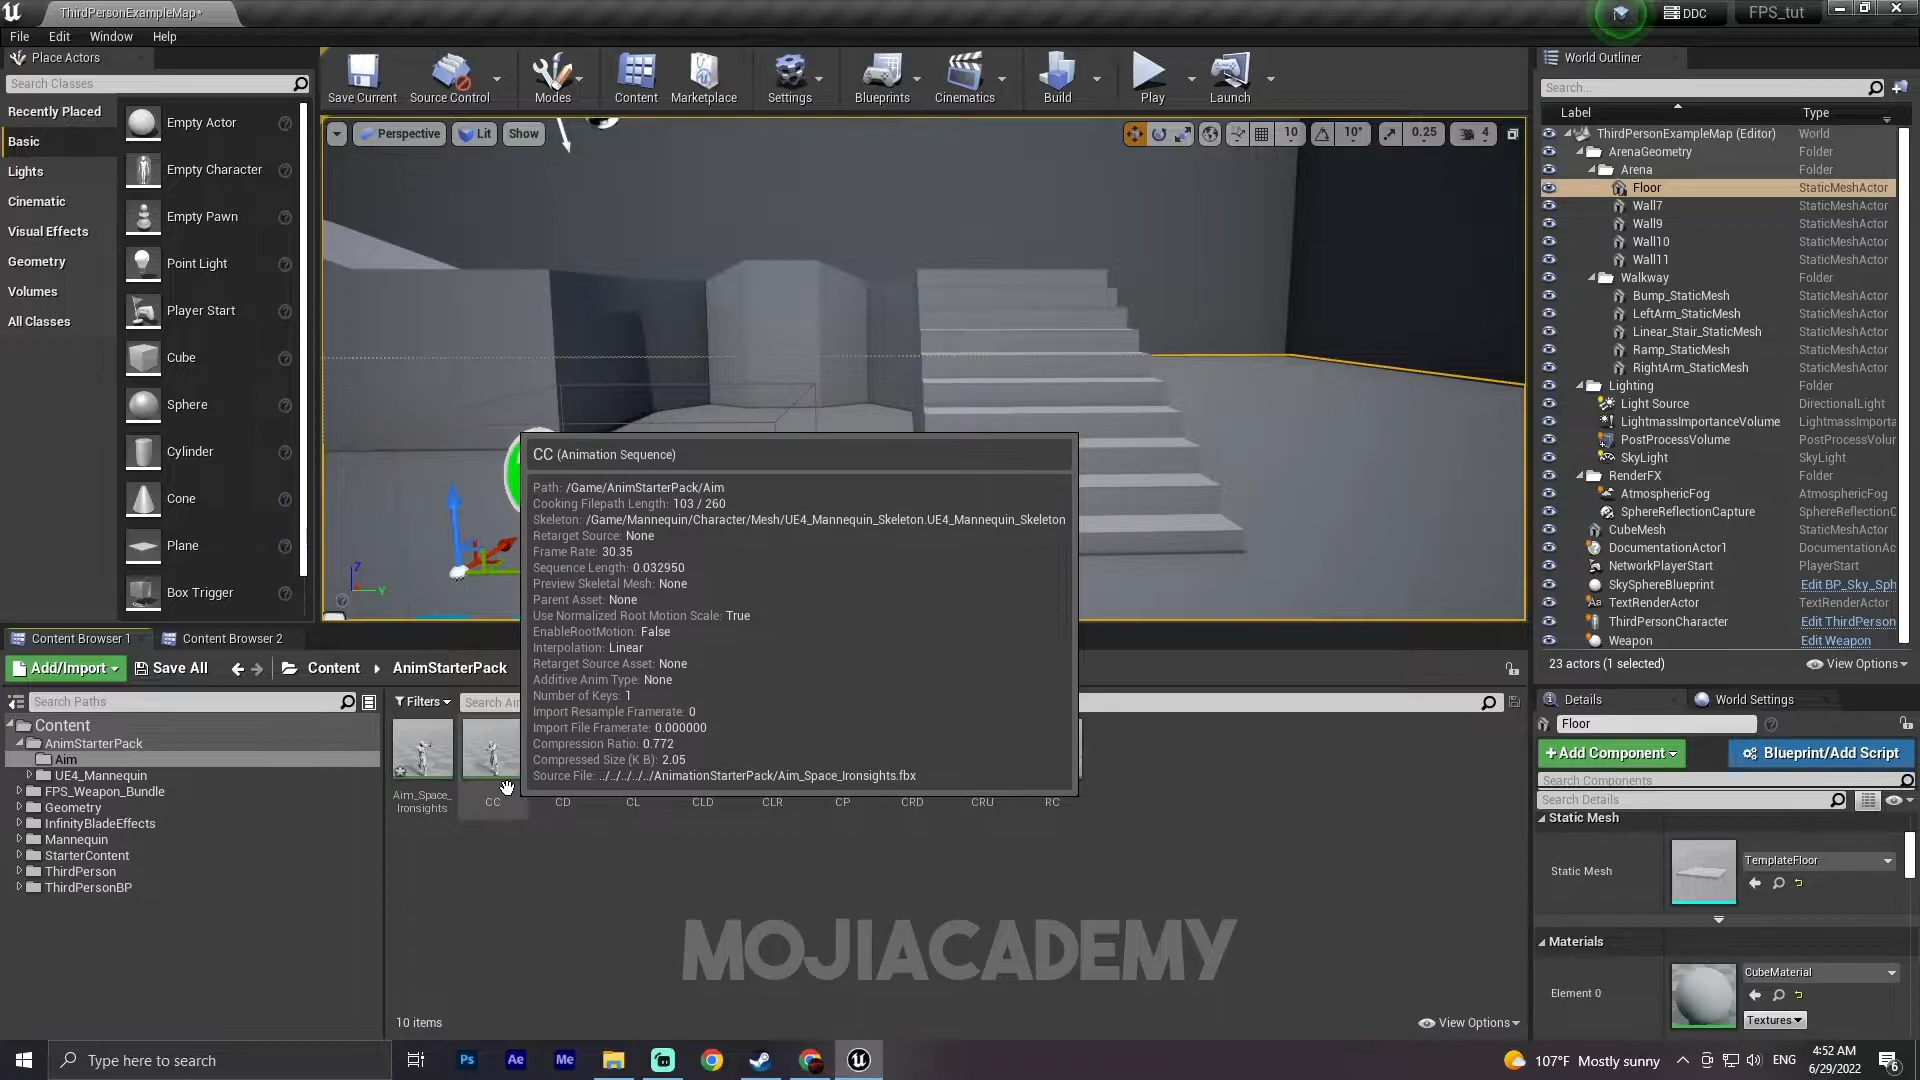 ThirdPersonExampleMap*
DDC
FPS_tut
File
Edit
Window
Help
Place Actors
Search Classes
Recently Placed
Basic
Lights
Cinematic
Visual Effects
Geometry
Volumes
All Classes
Empty Actor
Empty Character
Empty Pawn
Point Light
Player Start
Cube
Sphere
Cylinder
Cone
Plane
Box Trigger
Save Current
Source Control
Modes
Content
Marketplace
Settings
Blueprints
Cinematics
Build
Play
Launch
Perspective
Lit
Show
10
10°
0.25
4
Z
Y
World Outliner
Search...
Label
Type
ThirdPersonExampleMap (Editor) World
ArenaGeometry Folder
Arena Folder
Floor StaticMeshActor
Wall7 StaticMeshActor
Wall9 StaticMeshActor
Wall10 StaticMeshActor
Wall11 StaticMeshActor
Walkway Folder
Bump_StaticMesh StaticMeshActor
LeftArm_StaticMesh StaticMeshActor
Linear_Stair_StaticMesh StaticMeshActor
Ramp_StaticMesh StaticMeshActor
RightArm_StaticMesh StaticMeshActor
Lighting Folder
Light Source DirectionalLight
LightmassImportanceVolume LightmassImporta
PostProcessVolume PostProcessVolur
SkyLight SkyLight
RenderFX Folder
AtmosphericFog AtmosphericFog
SphereReflectionCapture SphereReflectionC
CubeMesh StaticMeshActor
DocumentationActor1 DocumentationAc
NetworkPlayerStart PlayerStart
SkySphereBlueprint Edit BP_Sky_Sph
TextRenderActor TextRenderActor
ThirdPersonCharacter Edit ThirdPerson
Weapon Edit Weapon
23 actors (1 selected)
View Options
CC (Animation Sequence)
Path: /Game/AnimStarterPack/Aim
Cooking Filepath Length: 103 / 260
Skeleton: /Game/Mannequin/Character/Mesh/UE4_Mannequin_Skeleton.UE4_Mannequin_Skeleton
Retarget Source: None
Frame Rate: 30.35
Sequence Length: 0.032950
Preview Skeletal Mesh: None
Parent Asset: None
Use Normalized Root Motion Scale: True
EnableRootMotion: False
Interpolation: Linear
Retarget Source Asset: None
Additive Anim Type: None
Number of Keys: 1
Import Resample Framerate: 0
Import File Framerate: 0.000000
Compression Ratio: 0.772
Compressed Size (K B): 2.05
Source File: ../../../../../AnimationStarterPack/Aim_Space_Ironsights.fbx
Content Browser 1
Content Browser 2
Add/Import
Save All
Content
AnimStarterPack
Search Paths
Filters
Search Ai
Content
AnimStarterPack
Aim
UE4_Mannequin
FPS_Weapon_Bundle
Geometry
InfinityBladeEffects
Mannequin
StarterContent
ThirdPerson
ThirdPersonBP
Aim_Space_
Ironsights
CC
CD
CL
CLD
CLR
CP
CRD
CRU
RC
MOJIACADEMY
10 items
View Options
Details
World Settings
Floor
Add Component
Blueprint/Add Script
Search Components
Search Details
Static Mesh
Static Mesh
TemplateFloor
Materials
Element 0
CubeMaterial
Textures
Type here to search
Ps
Ae
Me
107°F Mostly sunny
ENG
4:52 AM
6/29/2022
6